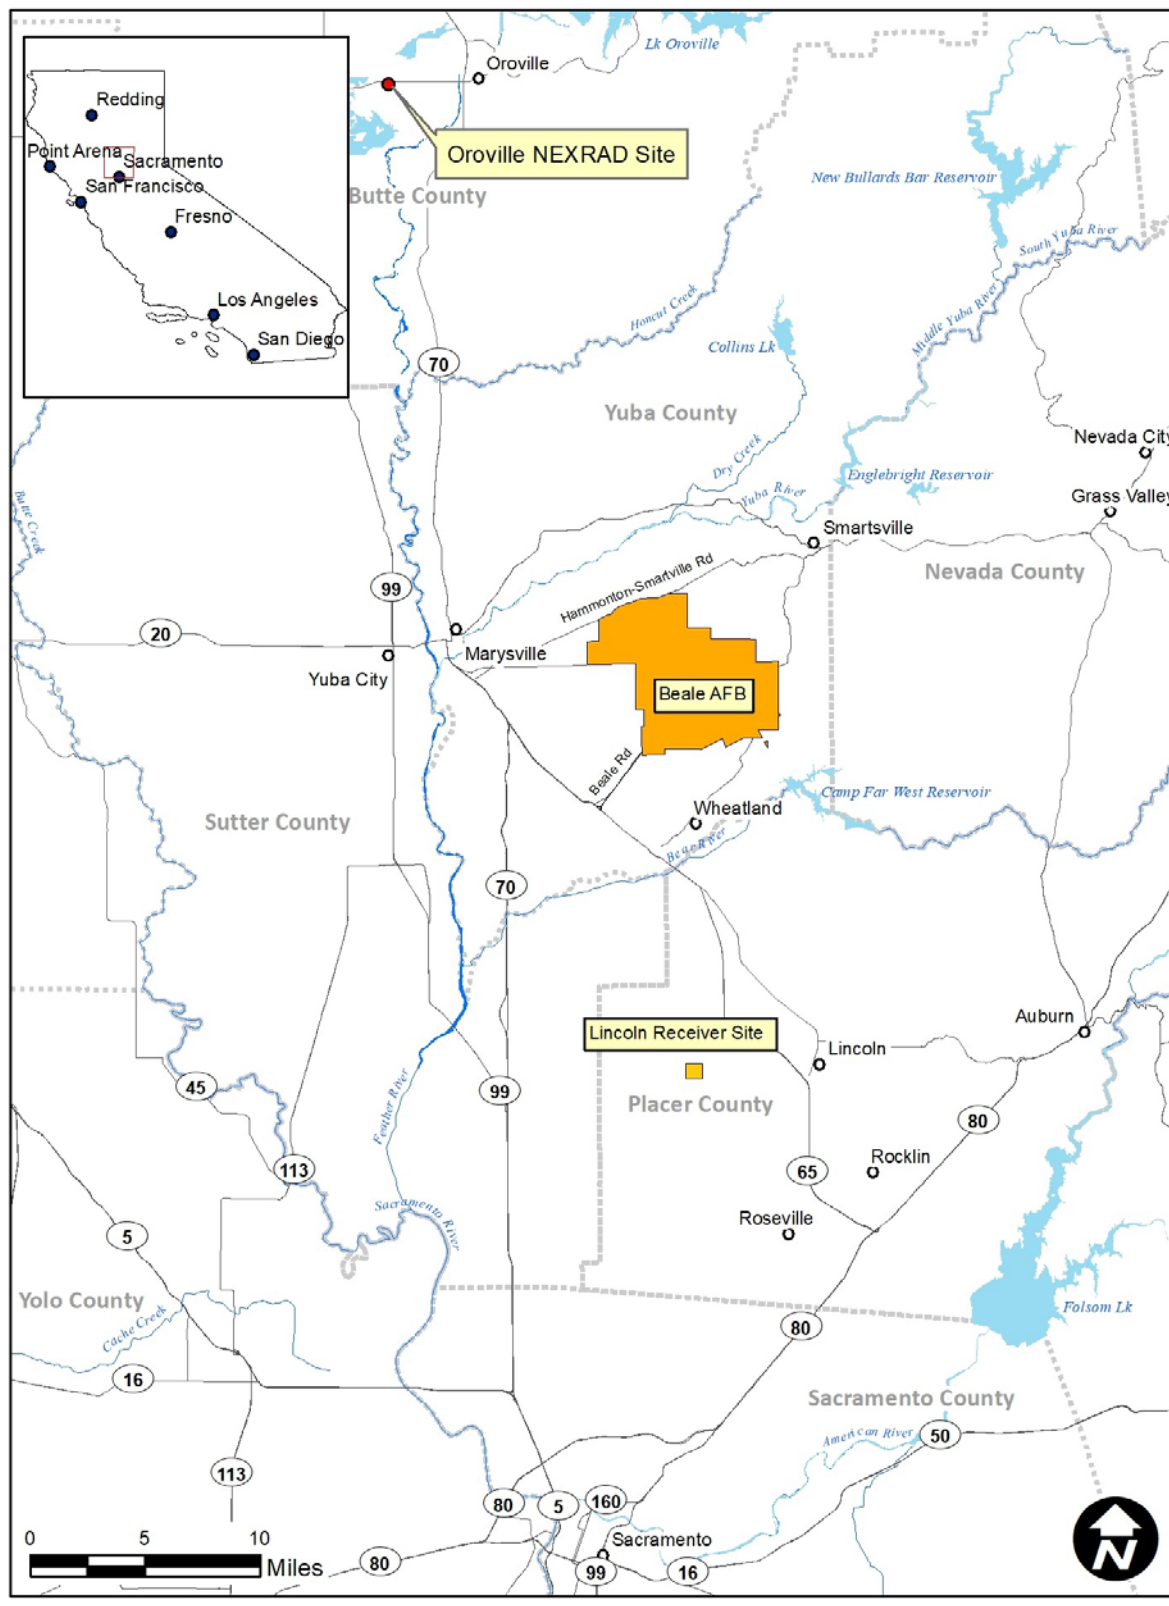 Lk Oroville
Oroville
Redding
Point Arena
Sacramento
San Francisco
Fresno
Los Angeles
San Diego
Oroville NEXRAD Site
Butte County
New Bullards Bar Reservoir
South Yuba River
Honcut Creek
Middle Yuba River
Collins Lk
70
Yuba County
Nevada City
Dry Creek
Englebright Reservoir
Yuba River
Grass Valley
Butte Creek
Smartsville
Hammonton-Smartville Rd
Nevada County
99
20
Marysville
Yuba City
Beale AFB
Beale Rd
Camp Far West Reservoir
Wheatland
Sutter County
Bear River
70
Auburn
Lincoln Receiver Site
Lincoln
45
99
Feather River
Placer County
80
113
65
Rocklin
Sacramento River
Roseville
5
Yolo County
Cache Creek
Folsom Lk
80
16
Sacramento County
American River
50
113
80
5
160
0
5
10
Miles
Sacramento
80
99
16
N